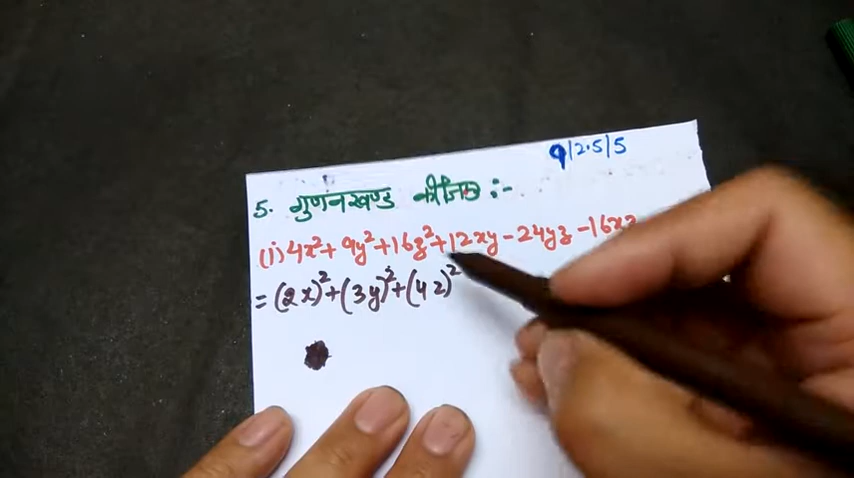 9/2.5/5
5. गुणनखण्ड कीजिए :-
(i) 4x² + 9y² + 16z² + 12xy - 24yz - 16xz
= (2x)² + (3y)² + (4z)²